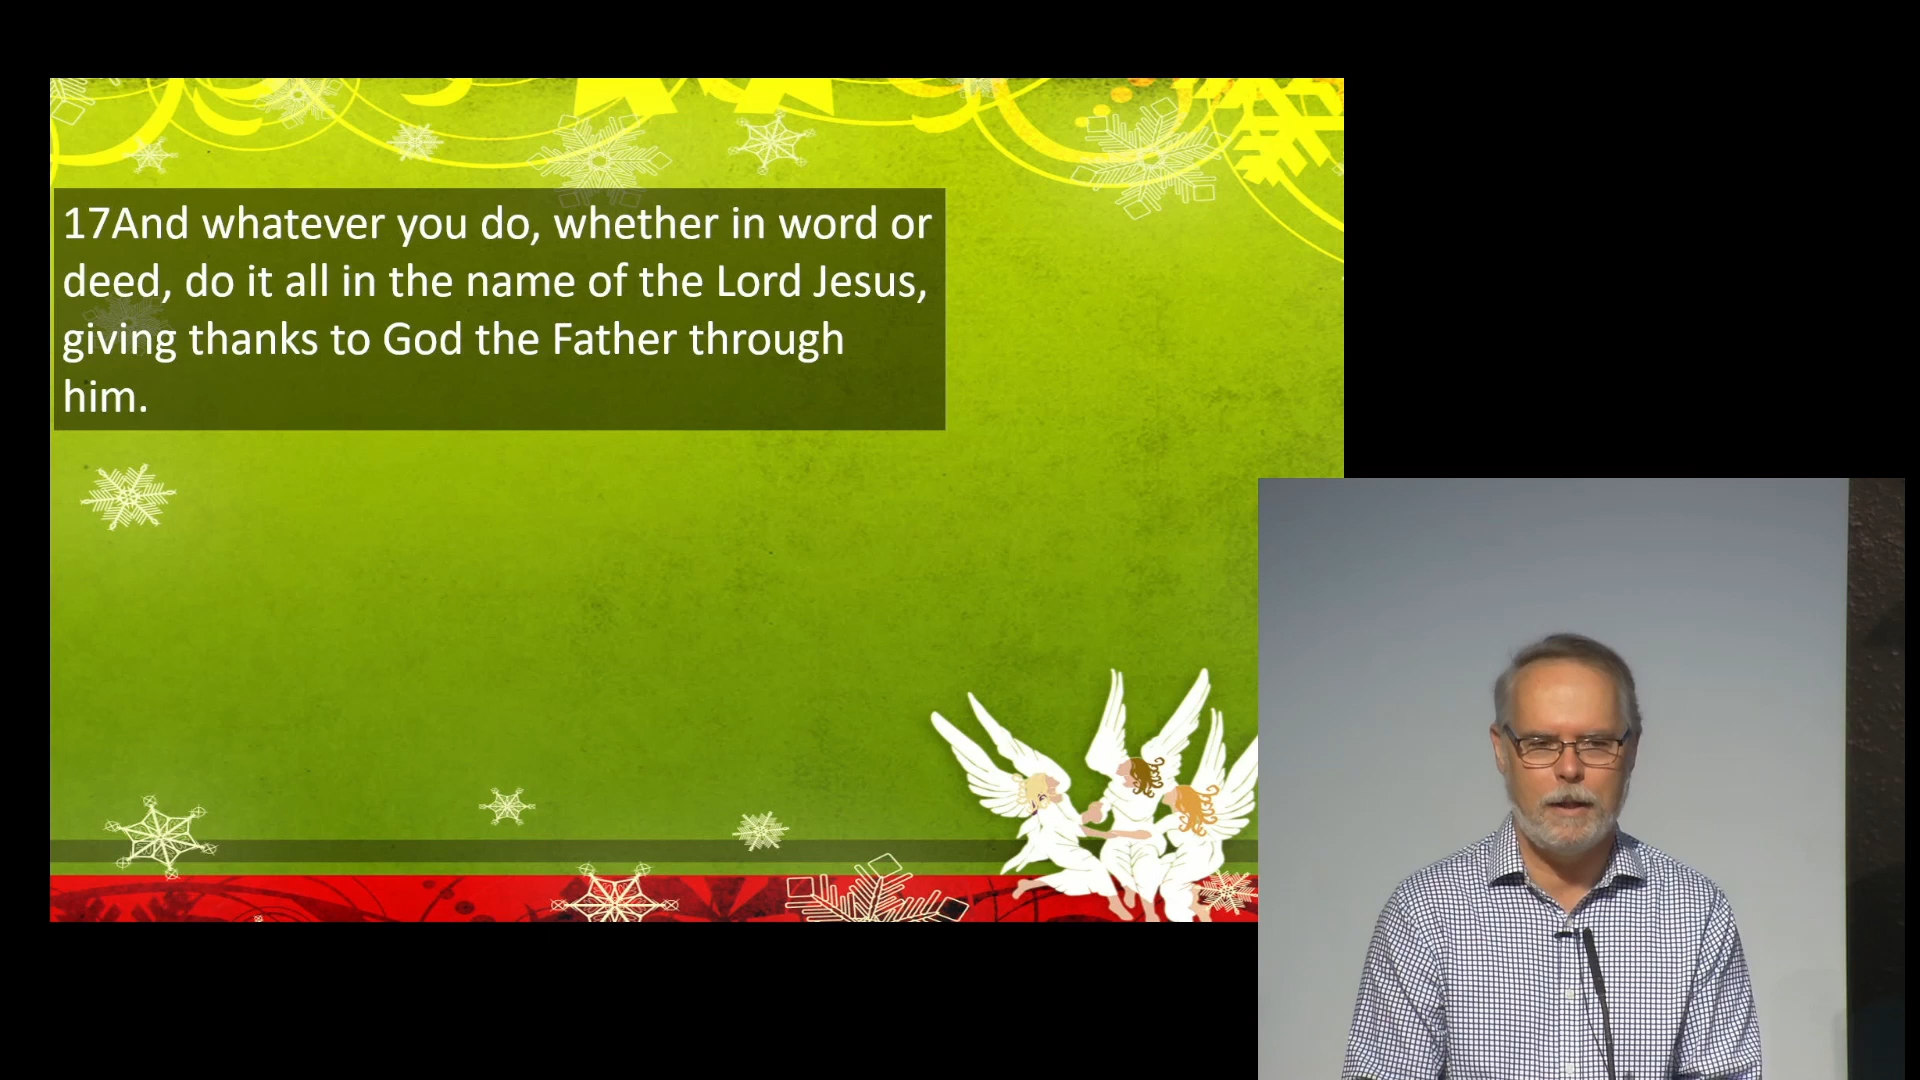 17And whatever you do, whether in word or
deed, do it all in the name of the Lord Jesus,
giving thanks to God the Father through
him.